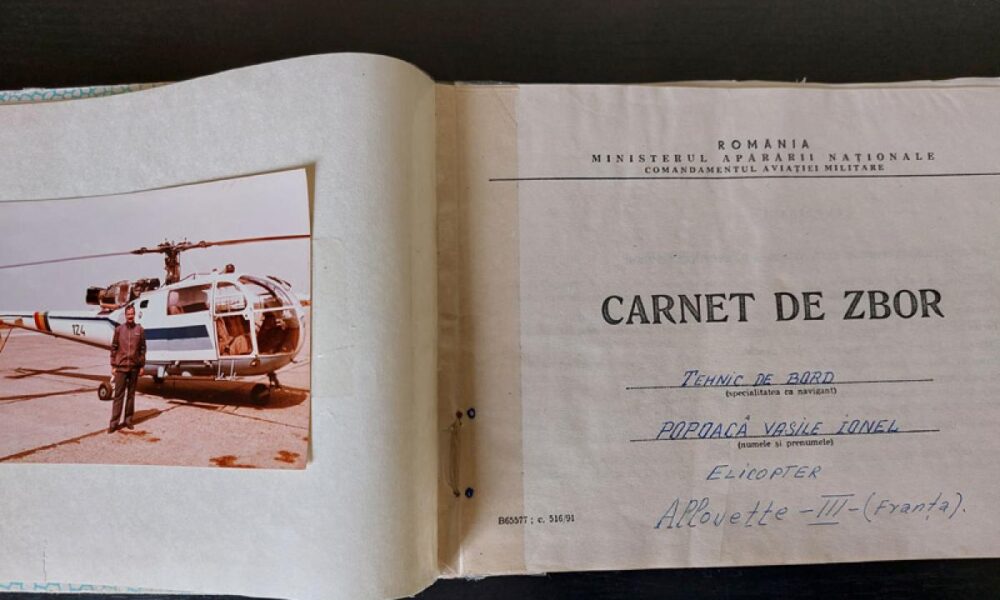 124
ROMÂNIA
MINISTERUL APĂRĂRII NAȚIONALE
COMANDAMENTUL AVIAȚIEI MILITARE
CARNET DE ZBOR
TEHNIC DE BORD
(specialitatea ca navigant)
POPOACĂ VASILE IONEL
(numele și prenumele)
ELICOPTER
Allouette - III - (Franța).
B65577 ; c. 516/91